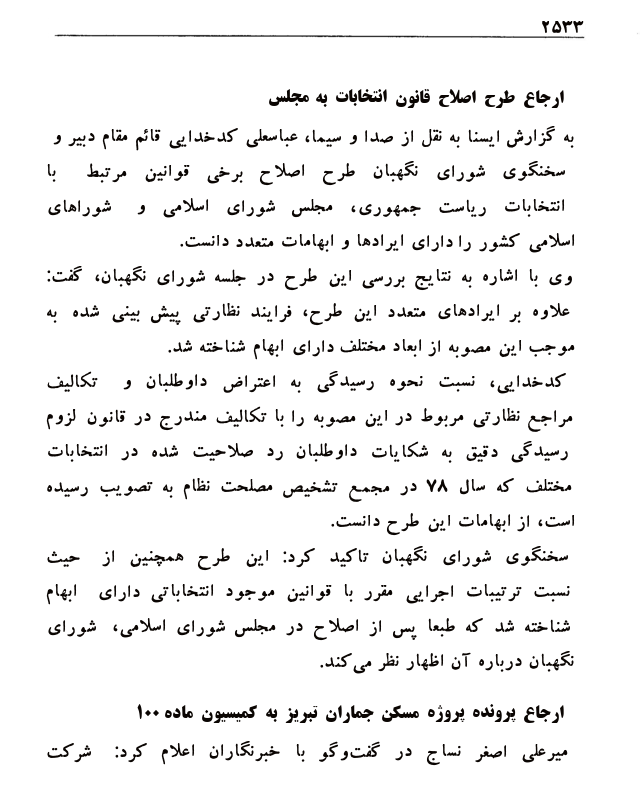 ۲۵۳۳
ارجاع طرح اصلاح قانون انتخابات به مجلس
به گزارش ایسنا به نقل از صدا و سیما، عباسعلی کدخدایی قائم مقام دبیر و
سخنگوی شورای نگهبان طرح اصلاح برخی قوانین مرتبط با
انتخابات ریاست جمهوری، مجلس شورای اسلامی و شوراهای
اسلامی کشور را دارای ایرادها و ابهامات متعدد دانست.
وی با اشاره به نتایج بررسی این طرح در جلسه شورای نگهبان، گفت:
علاوه بر ایرادهای متعدد این طرح، فرایند نظارتی پیش بینی شده به
موجب این مصوبه از ابعاد مختلف دارای ابهام شناخته شد.
کدخدایی، نسبت نحوه رسیدگی به اعتراض داوطلبان و تکالیف
مراجع نظارتی مربوط در این مصوبه را با تکالیف مندرج در قانون لزوم
رسیدگی دقیق به شکایات داوطلبان رد صلاحیت شده در انتخابات
مختلف که سال ۷۸ در مجمع تشخیص مصلحت نظام به تصویب رسیده
است، از ابهامات این طرح دانست.
سخنگوی شورای نگهبان تاکید کرد: این طرح همچنین از حیث
نسبت ترتیبات اجرایی مقرر با قوانین موجود انتخاباتی دارای ابهام
شناخته شد که طبعا پس از اصلاح در مجلس شورای اسلامی، شورای
نگهبان درباره آن اظهار نظر می‌کند.
ارجاع پرونده پروژه مسکن جماران تبریز به کمیسیون ماده ۱۰۰
میرعلی اصغر نساج در گفت‌وگو با خبرنگاران اعلام کرد: شرکت